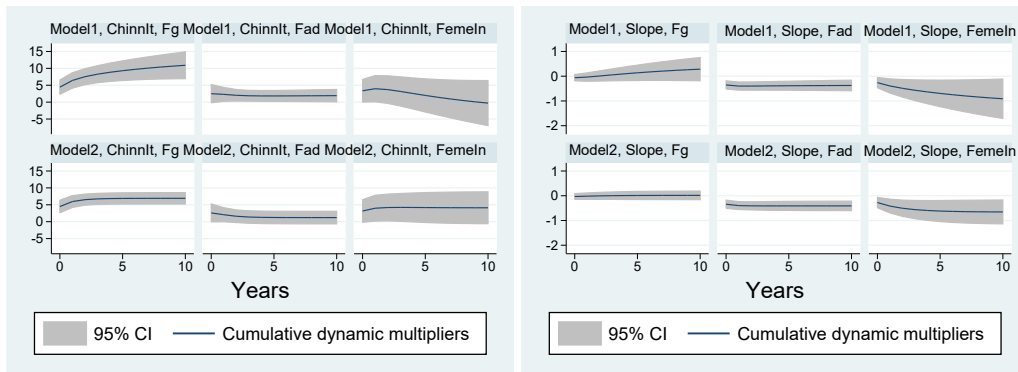 Model1, ChinnIt, Fg Model1, ChinnIt, Fad Model1, ChinnIt, FemeIn
15
10
5
0
-5
Model2, ChinnIt, Fg Model2, ChinnIt, Fad Model2, ChinnIt, FemeIn
15
10
5
0
-5
0 5 10 0 5 10 0 5 10
Years
95% CI Cumulative dynamic multipliers
Model1, Slope, Fg Model1, Slope, Fad Model1, Slope, FemeIn
1
0
-1
-2
Model2, Slope, Fg Model2, Slope, Fad Model2, Slope, FemeIn
1
0
-1
-2
0 5 10 0 5 10 0 5 10
Years
95% CI Cumulative dynamic multipliers